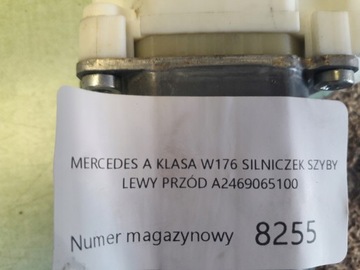 MERCEDES A KLASA W176 SILNICZEK SZYBY
LEWY PRZÓD A2469065100
Numer magazynowy 8255